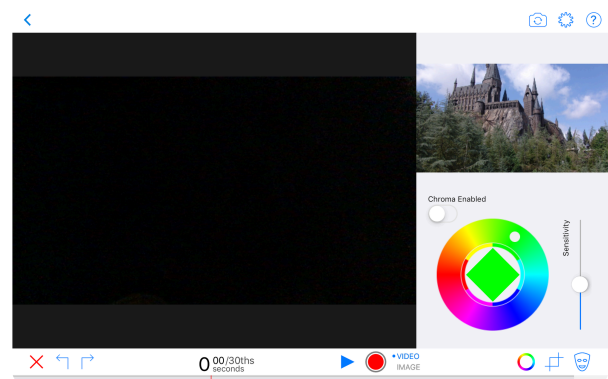 ?
Chroma Enabled
Sensitivity
0 00/30ths
seconds
VIDEO
IMAGE